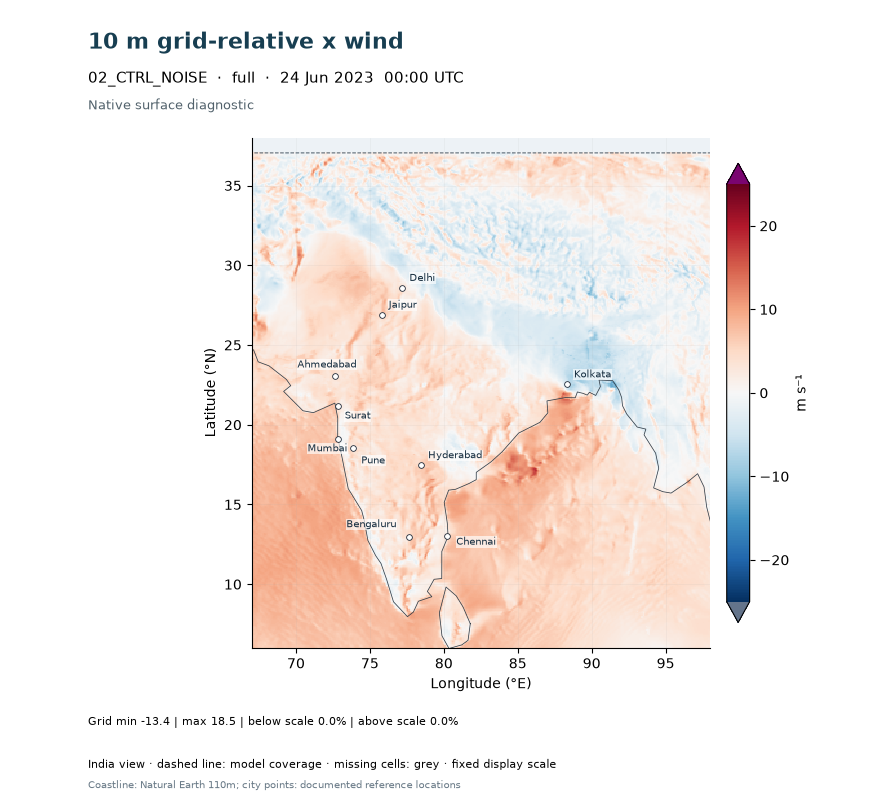 10 m grid-relative x wind
02_CTRL_NOISE · full · 24 Jun 2023 00:00 UTC
Native surface diagnostic
35
30
25
20
15
10
Latitude (°N)
Delhi
Jaipur
Ahmedabad
Kolkata
Surat
Mumbai
Pune
Hyderabad
Bengaluru
Chennai
70
75
80
85
90
95
Longitude (°E)
20
10
0
−10
−20
m s⁻¹
Grid min -13.4 | max 18.5 | below scale 0.0% | above scale 0.0%
India view · dashed line: model coverage · missing cells: grey · fixed display scale
Coastline: Natural Earth 110m; city points: documented reference locations